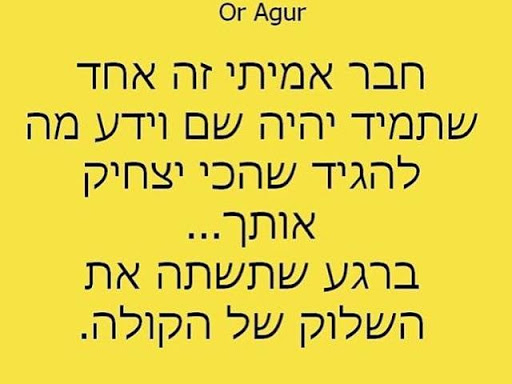 Or Agur
חבר אמיתי זה אחד
שתמיד יהיה שם וידע מה
להגיד שהכי יצחיק
אותך...
ברגע שתשתה את
השלוק של הקולה.